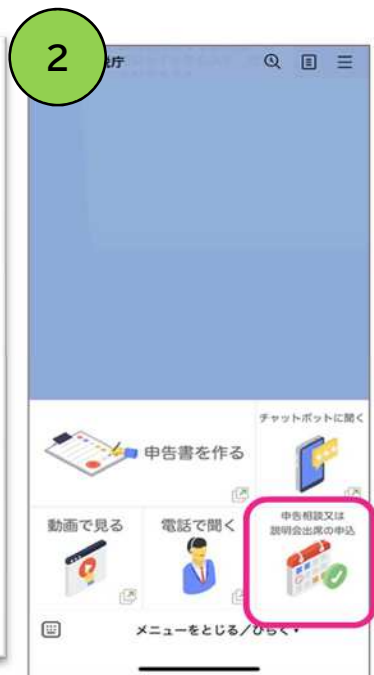 2
庁
チャットボットに聞く
申告書を作る
動画で見る
電話で聞く
申告相談又は
説明会出席の申込
メニューをとじる/ひらく▾